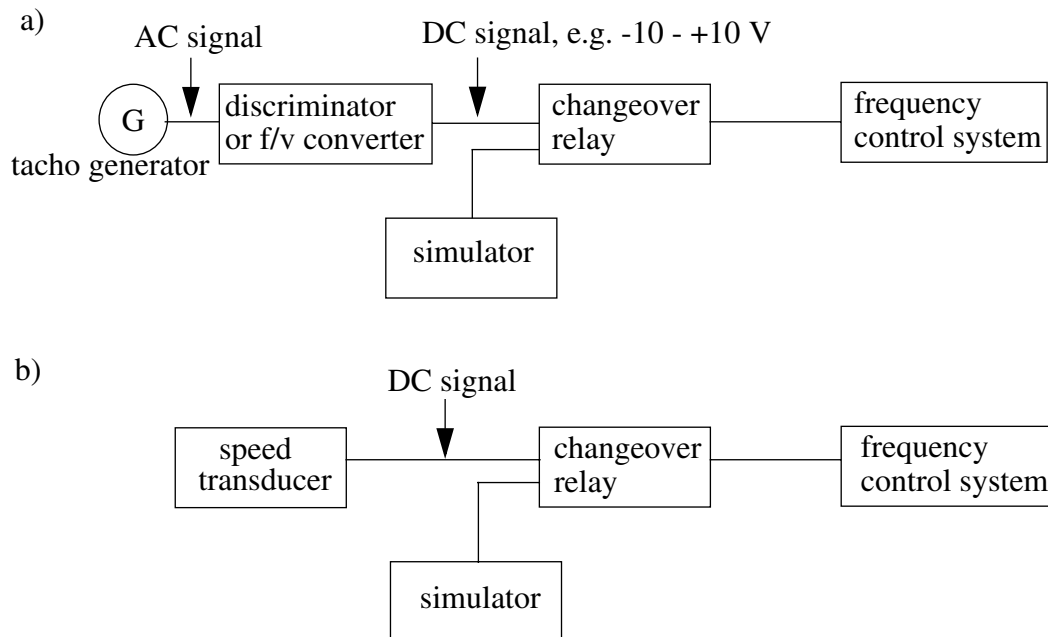 a)
AC signal
DC signal, e.g. -10 - +10 V
G
tacho generator
discriminator
or f/v converter
changeover
relay
frequency
control system
simulator
b)
DC signal
speed
transducer
changeover
relay
frequency
control system
simulator